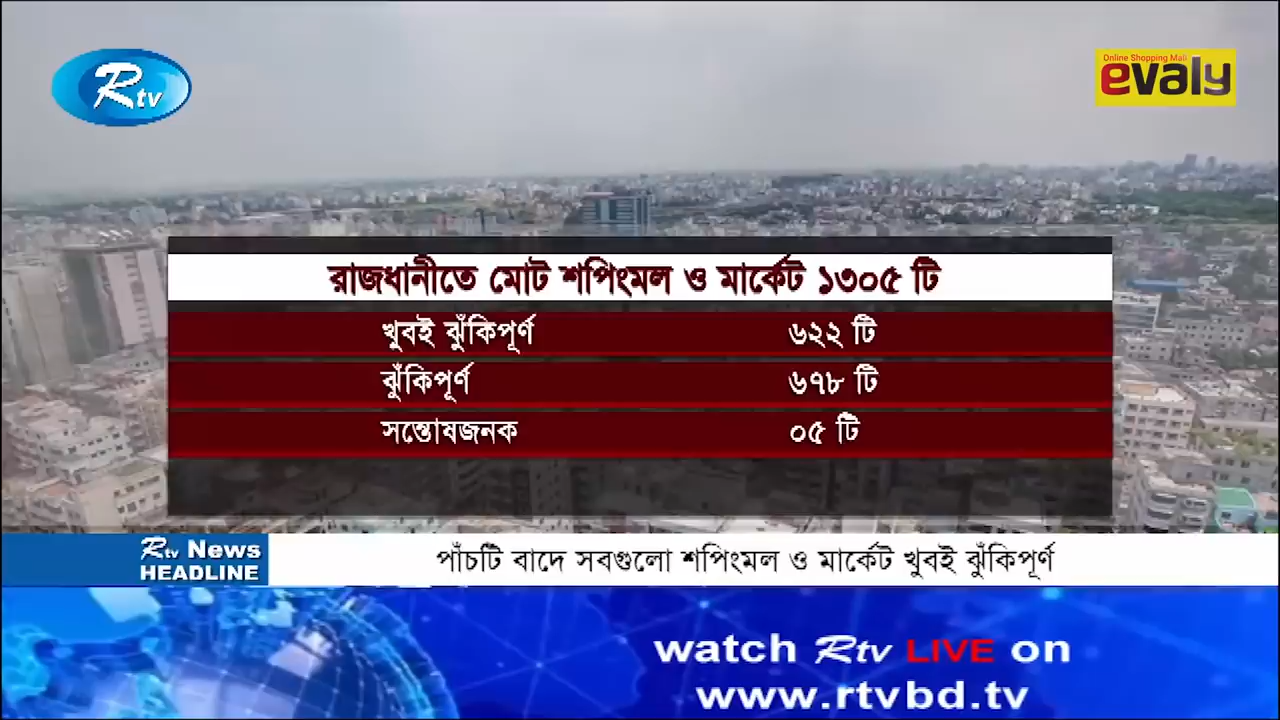 Rtv
Online Shopping Mall
evaly
রাজধানীতে মোট শপিংমল ও মার্কেট ১৩০৫ টি
খুবই ঝুঁকিপূর্ণ ৬২২ টি
ঝুঁকিপূর্ণ ৬৭৮ টি
সন্তোষজনক ০৫ টি
Rtv News
HEADLINE
পাঁচটি বাদে সবগুলো শপিংমল ও মার্কেট খুবই ঝুঁকিপূর্ণ
watch Rtv LIVE on
www.rtvbd.tv